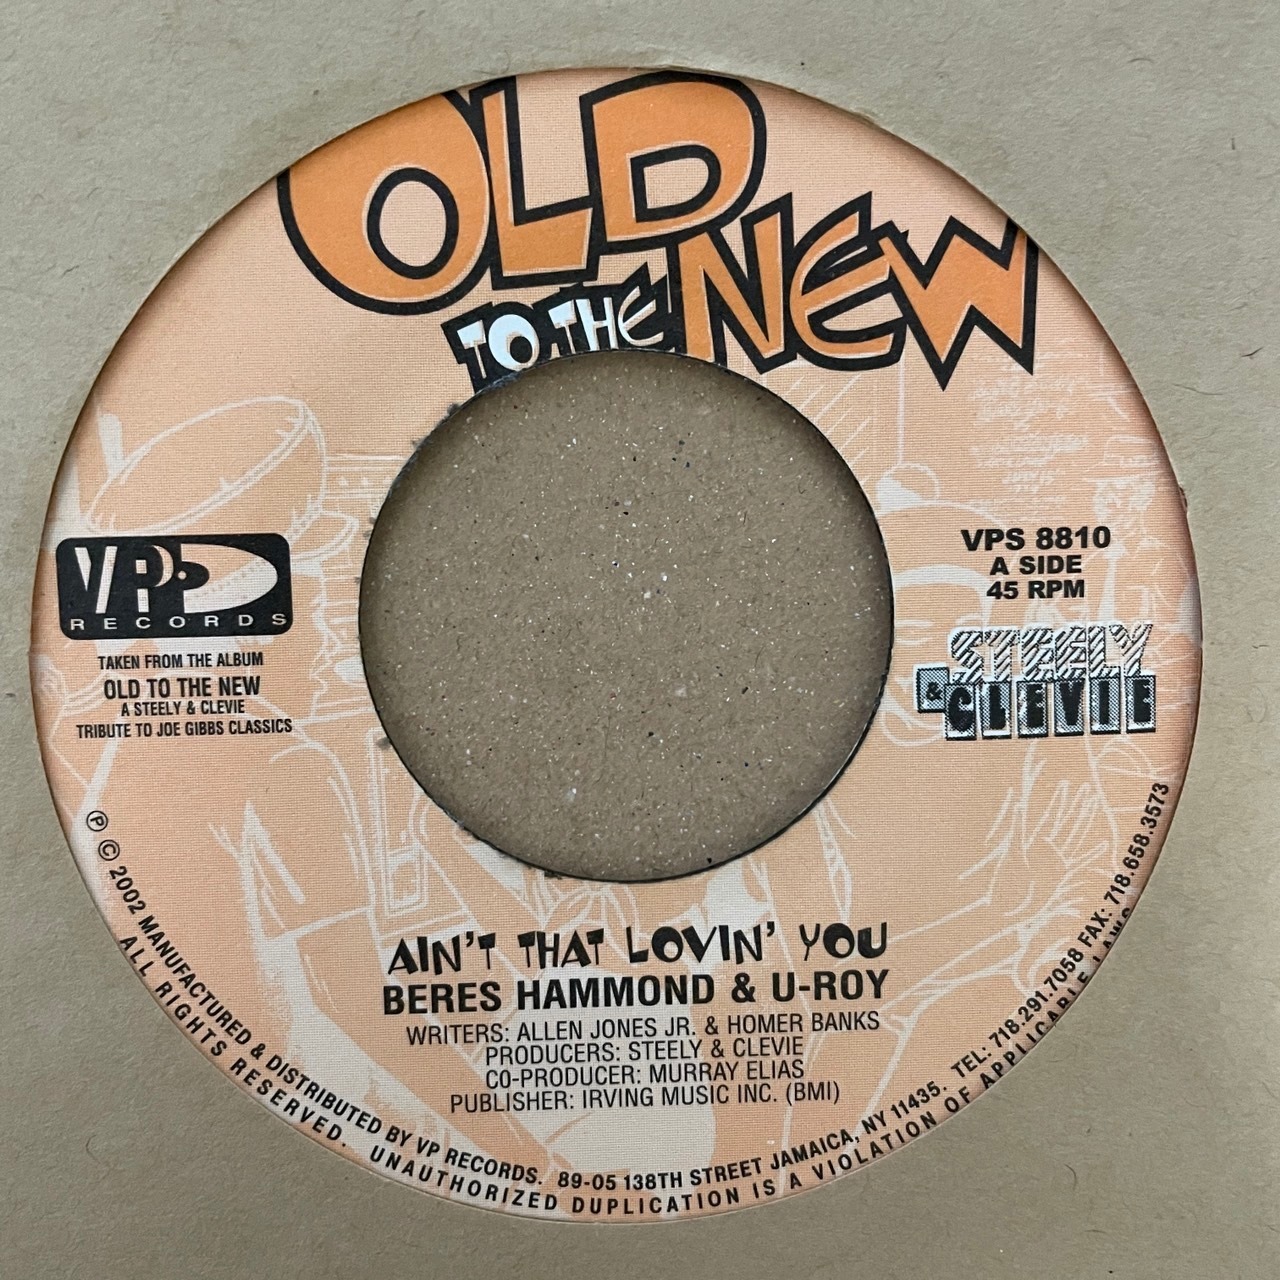 OLD
TO THE NEW
VP RECORDS
TAKEN FROM THE ALBUM
OLD TO THE NEW
A STEELY & CLEVIE
TRIBUTE TO JOE GIBBS CLASSICS
VPS 8810
A SIDE
45 RPM
STEELY
& CLEVIE
AIN'T THAT LOVIN' YOU
BERES HAMMOND & U-ROY
WRITERS: ALLEN JONES JR. & HOMER BANKS
PRODUCERS: STEELY & CLEVIE
CO-PRODUCER: MURRAY ELIAS
PUBLISHER: IRVING MUSIC INC. (BMI)
℗ © 2002 MANUFACTURED & DISTRIBUTED BY VP RECORDS. 89-05 138TH STREET JAMAICA, NY 11435. TEL: 718.291.7058 FAX: 718.658.3573
ALL RIGHTS RESERVED. UNAUTHORIZED DUPLICATION IS A VIOLATION OF APPLICABLE LAWS